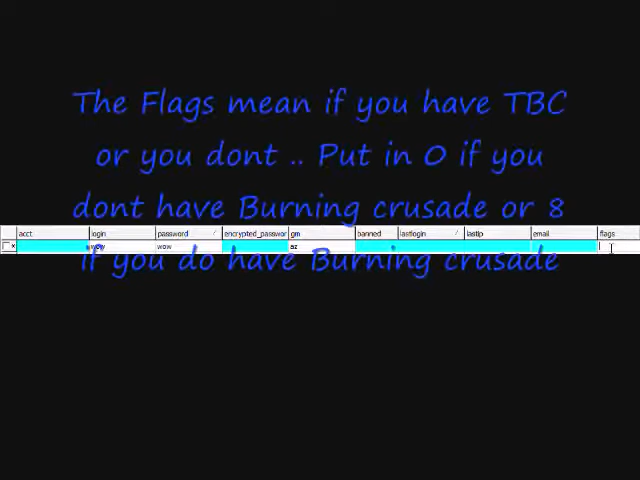 The Flags mean if you have TBC
or you dont .. Put in 0 if you
dont have Burning crusade or 8
acct login password encrypted_passwor gm banned lastlogin lastip email flags
wow wow az
if you do have Burning crusade